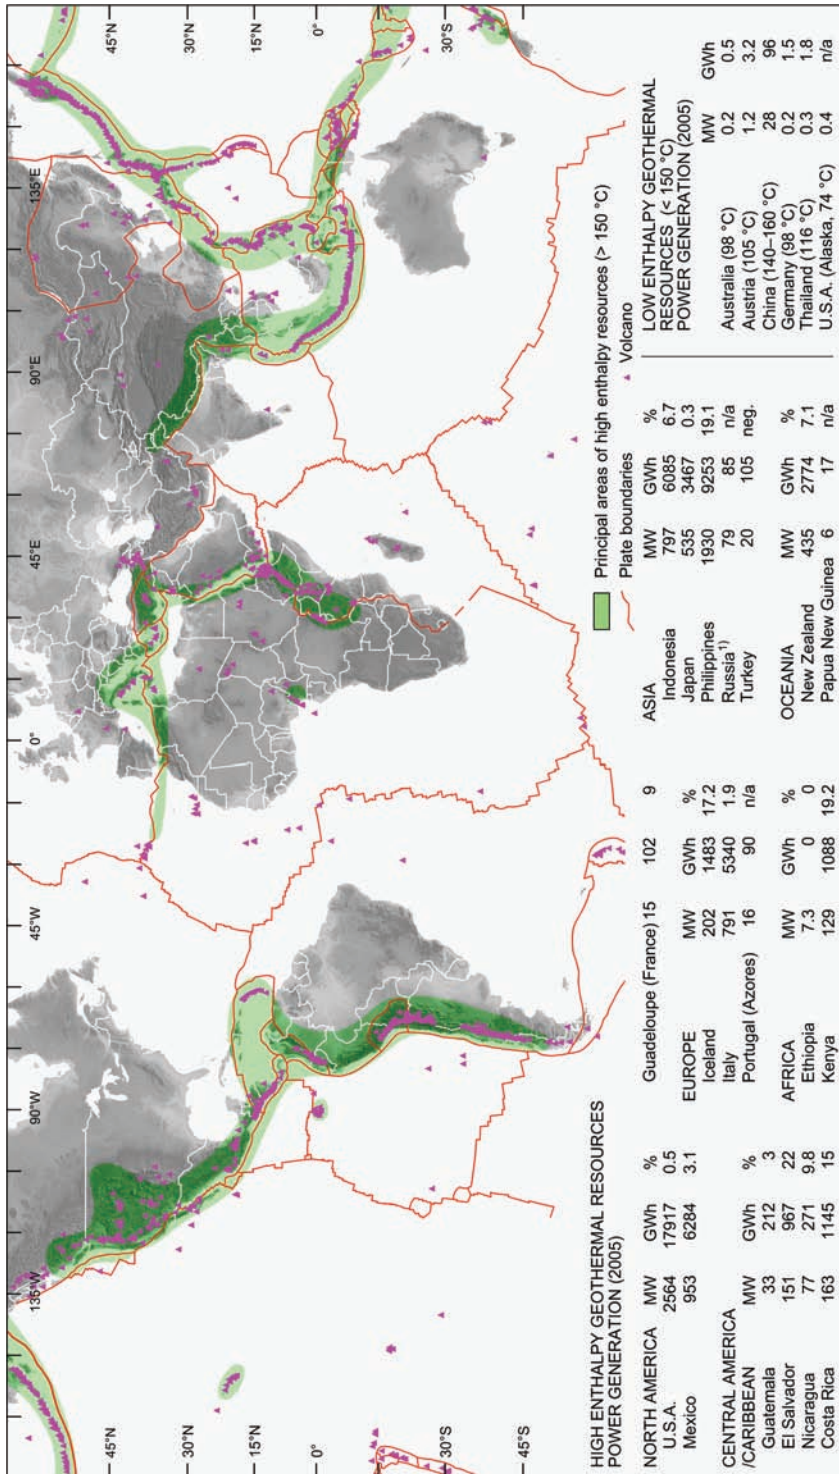 135°W 90°W 45°W 0° 45°E 90°E 135°E
45°N 45°N
15°N 15°N
0° 0°
30°S
45°S
Principal areas of high enthalpy resources (> 150 °C)
Plate boundaries
Volcano
HIGH ENTHALPY GEOTHERMAL RESOURCES
POWER GENERATION (2005)
NORTH AMERICA MW GWh %
U.S.A. 2564 17917 0.5
Mexico 953 6284 3.1
CENTRAL AMERICA
/CARIBBEAN MW GWh %
Guatemala 33 212 3
El Salvador 151 967 22
Nicaragua 77 271 9.8
Costa Rica 163 1145 15
Guadeloupe (France) 15 102 9
EUROPE MW GWh %
Iceland 202 1483 17.2
Italy 791 5340 1.9
Portugal (Azores) 16 90 n/a
AFRICA MW GWh %
Ethiopia 7.3 0 0
Kenya 129 1088 19.2
ASIA MW GWh %
Indonesia 797 6085 6.7
Japan 535 3467 0.3
Philippines 1930 9253 19.1
Russia1) 79 85 n/a
Turkey 20 105 neg.
OCEANIA MW GWh %
New Zealand 435 2774 7.1
Papua New Guinea 6 17 n/a
LOW ENTHALPY GEOTHERMAL
RESOURCES (< 150 °C)
POWER GENERATION (2005)
MW GWh
Australia (98 °C) 0.2 0.5
Austria (105 °C) 1.2 3.2
China (140–160 °C) 28 96
Germany (98 °C) 0.2 1.5
Thailand (116 °C) 0.3 1.8
U.S.A. (Alaska, 74 °C) 0.4 n/a